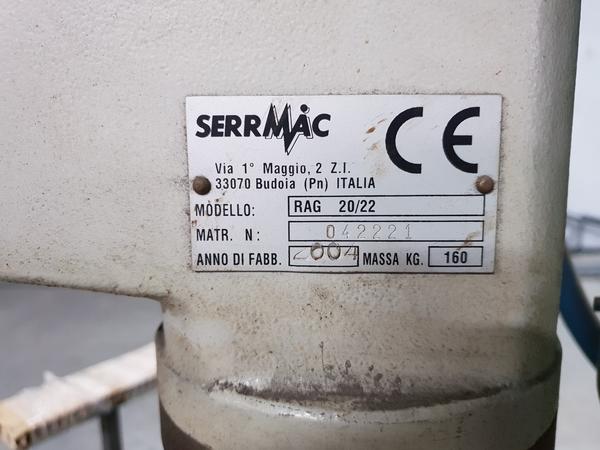 SERRMAC CE
Via 1° Maggio, 2 Z.I.
33070 Budoia (Pn) ITALIA
MODELLO: RAG 20/22
MATR. N: 042221
ANNO DI FABB. 2004 MASSA KG. 160